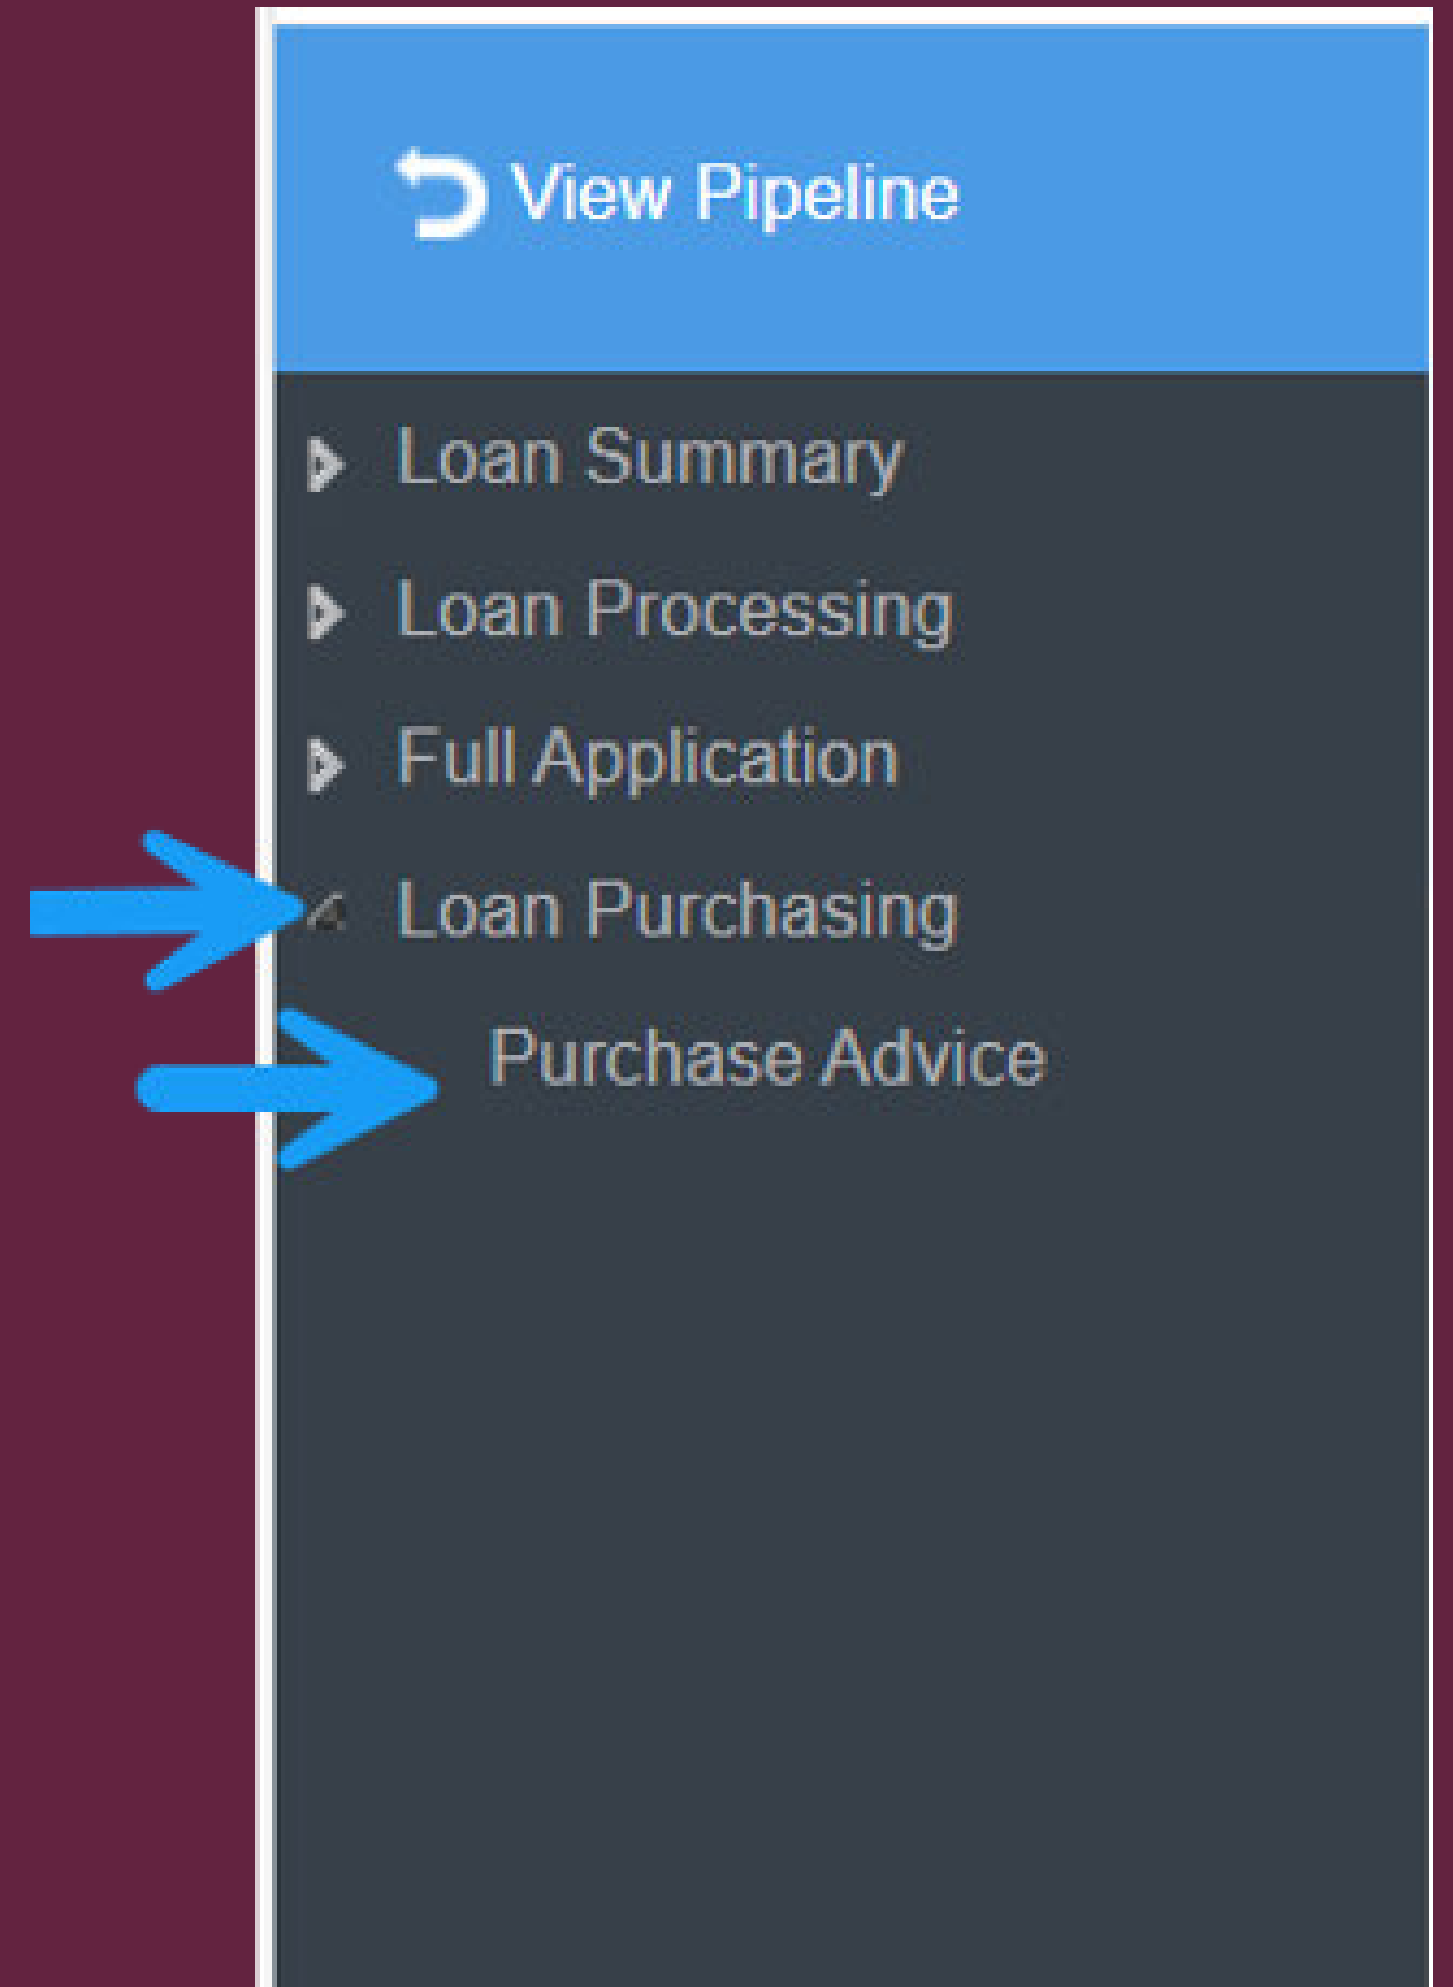 View Pipeline
Loan Summary
Loan Processing
Full Application
Loan Purchasing
Purchase Advice